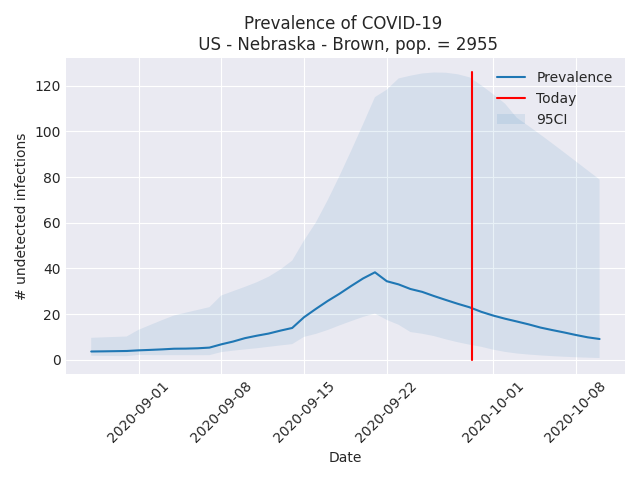 Prevalence of COVID-19
US - Nebraska - Brown, pop. = 2955
Prevalence
Today
95CI
120
100
80
60
40
20
0
# undetected infections
2020-09-01
2020-09-08
2020-09-15
2020-09-22
2020-10-01
2020-10-08
Date